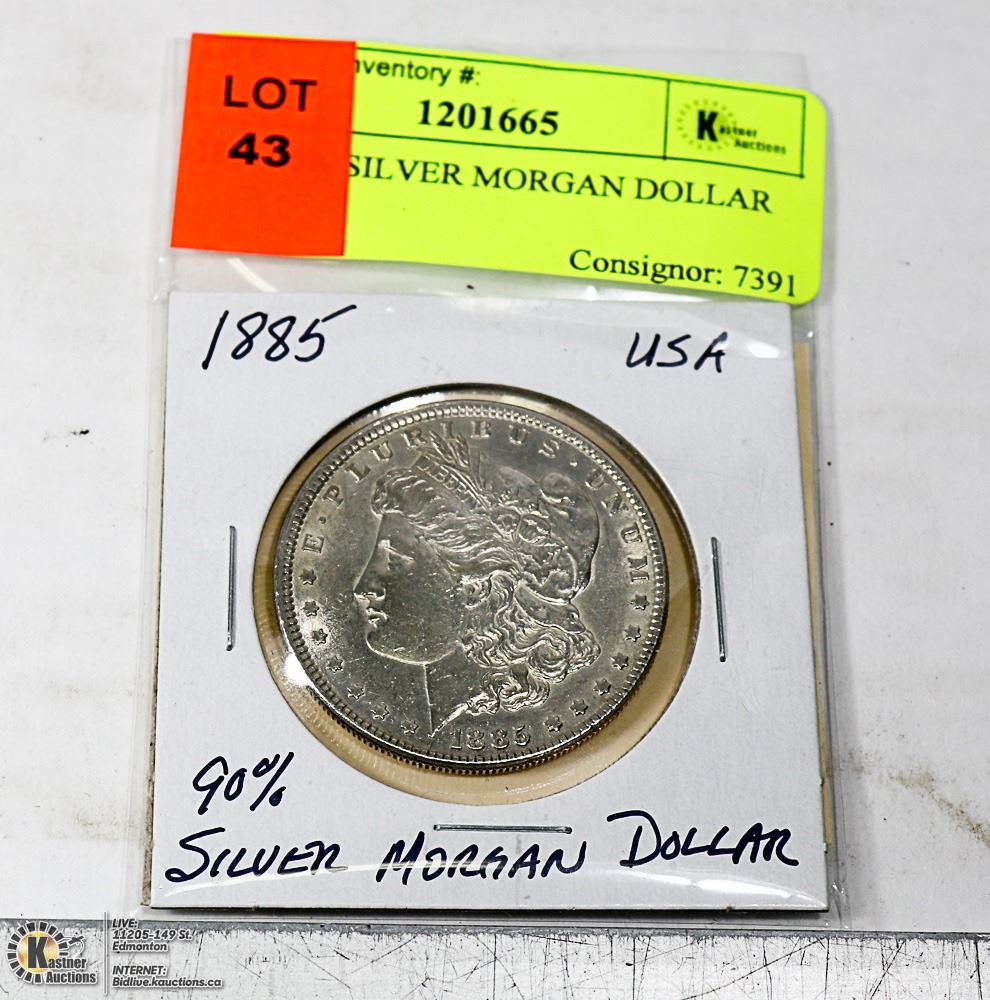 LOT
43
nventory #:
1201665
Kastner
Auctions
SILVER MORGAN DOLLAR
Consignor: 7391
1885
USA
E · PLURIBUS · UNUM
LIBERTY
1885
90%
SILVER MORGAN DOLLAR
Kastner
Auctions
LIVE:
11205-149 St.
Edmonton
INTERNET:
Bidlive.kauctions.ca